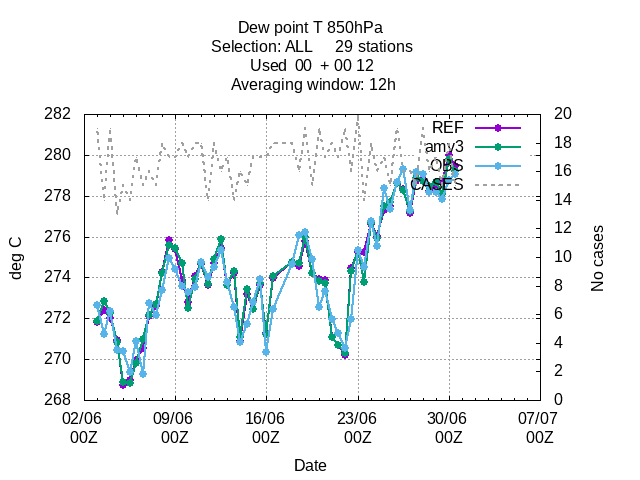 Dew point T 850hPa
Selection: ALL 29 stations
Used 00 + 00 12
Averaging window: 12h
282
280
278
276
274
272
270
268
deg C
20
18
16
14
12
10
8
6
4
2
0
No cases
REF
amv3
OBS
CASES
02/06 09/06 16/06 23/06 30/06 07/07
00Z 00Z 00Z 00Z 00Z 00Z
Date